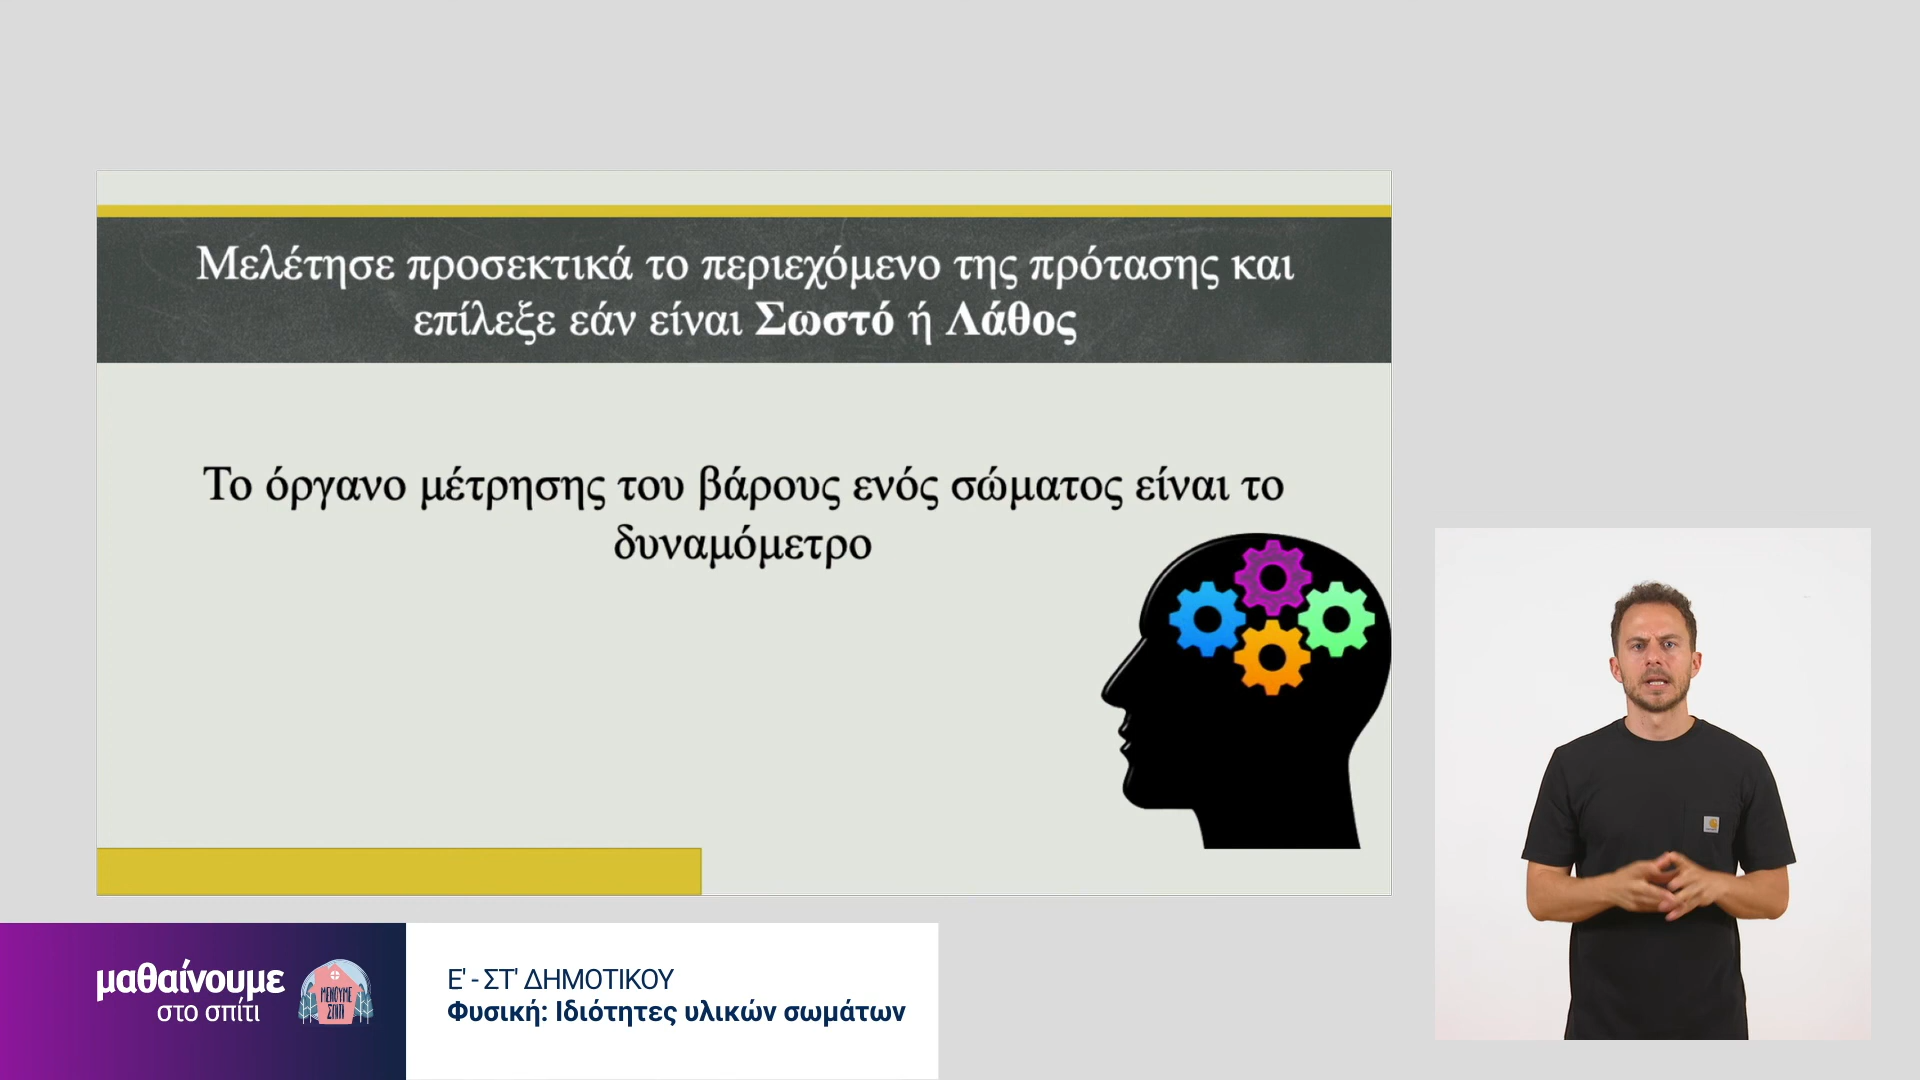 Μελέτησε προσεκτικά το περιεχόμενο της πρότασης και
επίλεξε εάν είναι Σωστό ή Λάθος
Το όργανο μέτρησης του βάρους ενός σώματος είναι το
δυναμόμετρο
μαθαίνουμε
στο σπίτι
ΜΕΝΟΥΜΕ
ΣΠΙΤΙ
Ε' - ΣΤ' ΔΗΜΟΤΙΚΟΥ
Φυσική: Ιδιότητες υλικών σωμάτων